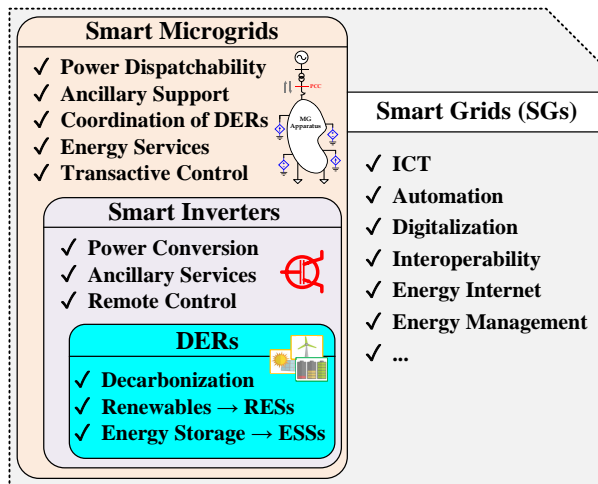 Smart Microgrids
✓ Power Dispatchability
✓ Ancillary Support
✓ Coordination of DERs
✓ Energy Services
✓ Transactive Control
PCC
MG
Apparatus
Smart Inverters
✓ Power Conversion
✓ Ancillary Services
✓ Remote Control
DERs
✓ Decarbonization
✓ Renewables → RESs
✓ Energy Storage → ESSs
Smart Grids (SGs)
✓ ICT
✓ Automation
✓ Digitalization
✓ Interoperability
✓ Energy Internet
✓ Energy Management
✓ ...